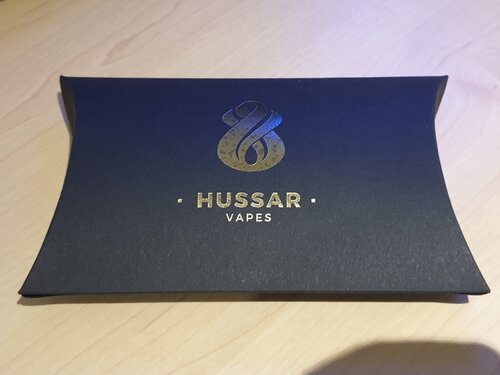 · HUSSAR ·
VAPES